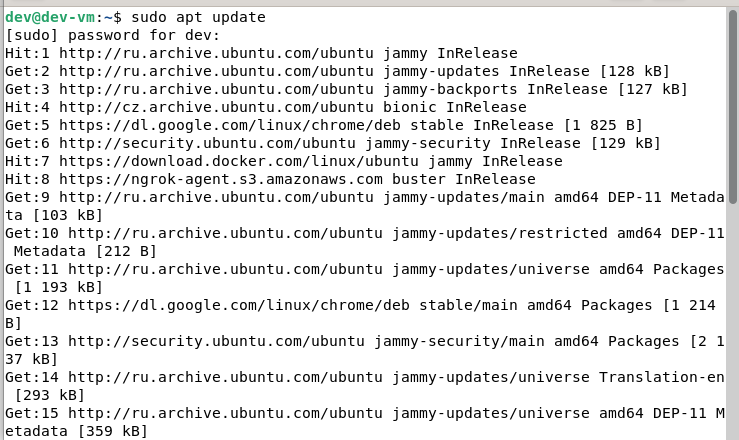 dev@dev-vm:~$ sudo apt update
[sudo] password for dev:
Hit:1 http://ru.archive.ubuntu.com/ubuntu jammy InRelease
Get:2 http://ru.archive.ubuntu.com/ubuntu jammy-updates InRelease [128 kB]
Get:3 http://ru.archive.ubuntu.com/ubuntu jammy-backports InRelease [127 kB]
Hit:4 http://cz.archive.ubuntu.com/ubuntu bionic InRelease
Get:5 https://dl.google.com/linux/chrome/deb stable InRelease [1 825 B]
Get:6 http://security.ubuntu.com/ubuntu jammy-security InRelease [129 kB]
Hit:7 https://download.docker.com/linux/ubuntu jammy InRelease
Hit:8 https://ngrok-agent.s3.amazonaws.com buster InRelease
Get:9 http://ru.archive.ubuntu.com/ubuntu jammy-updates/main amd64 DEP-11 Metada
ta [103 kB]
Get:10 http://ru.archive.ubuntu.com/ubuntu jammy-updates/restricted amd64 DEP-11
 Metadata [212 B]
Get:11 http://ru.archive.ubuntu.com/ubuntu jammy-updates/universe amd64 Packages
 [1 193 kB]
Get:12 https://dl.google.com/linux/chrome/deb stable/main amd64 Packages [1 214
B]
Get:13 http://security.ubuntu.com/ubuntu jammy-security/main amd64 Packages [2 1
37 kB]
Get:14 http://ru.archive.ubuntu.com/ubuntu jammy-updates/universe Translation-en
 [293 kB]
Get:15 http://ru.archive.ubuntu.com/ubuntu jammy-updates/universe amd64 DEP-11 M
etadata [359 kB]